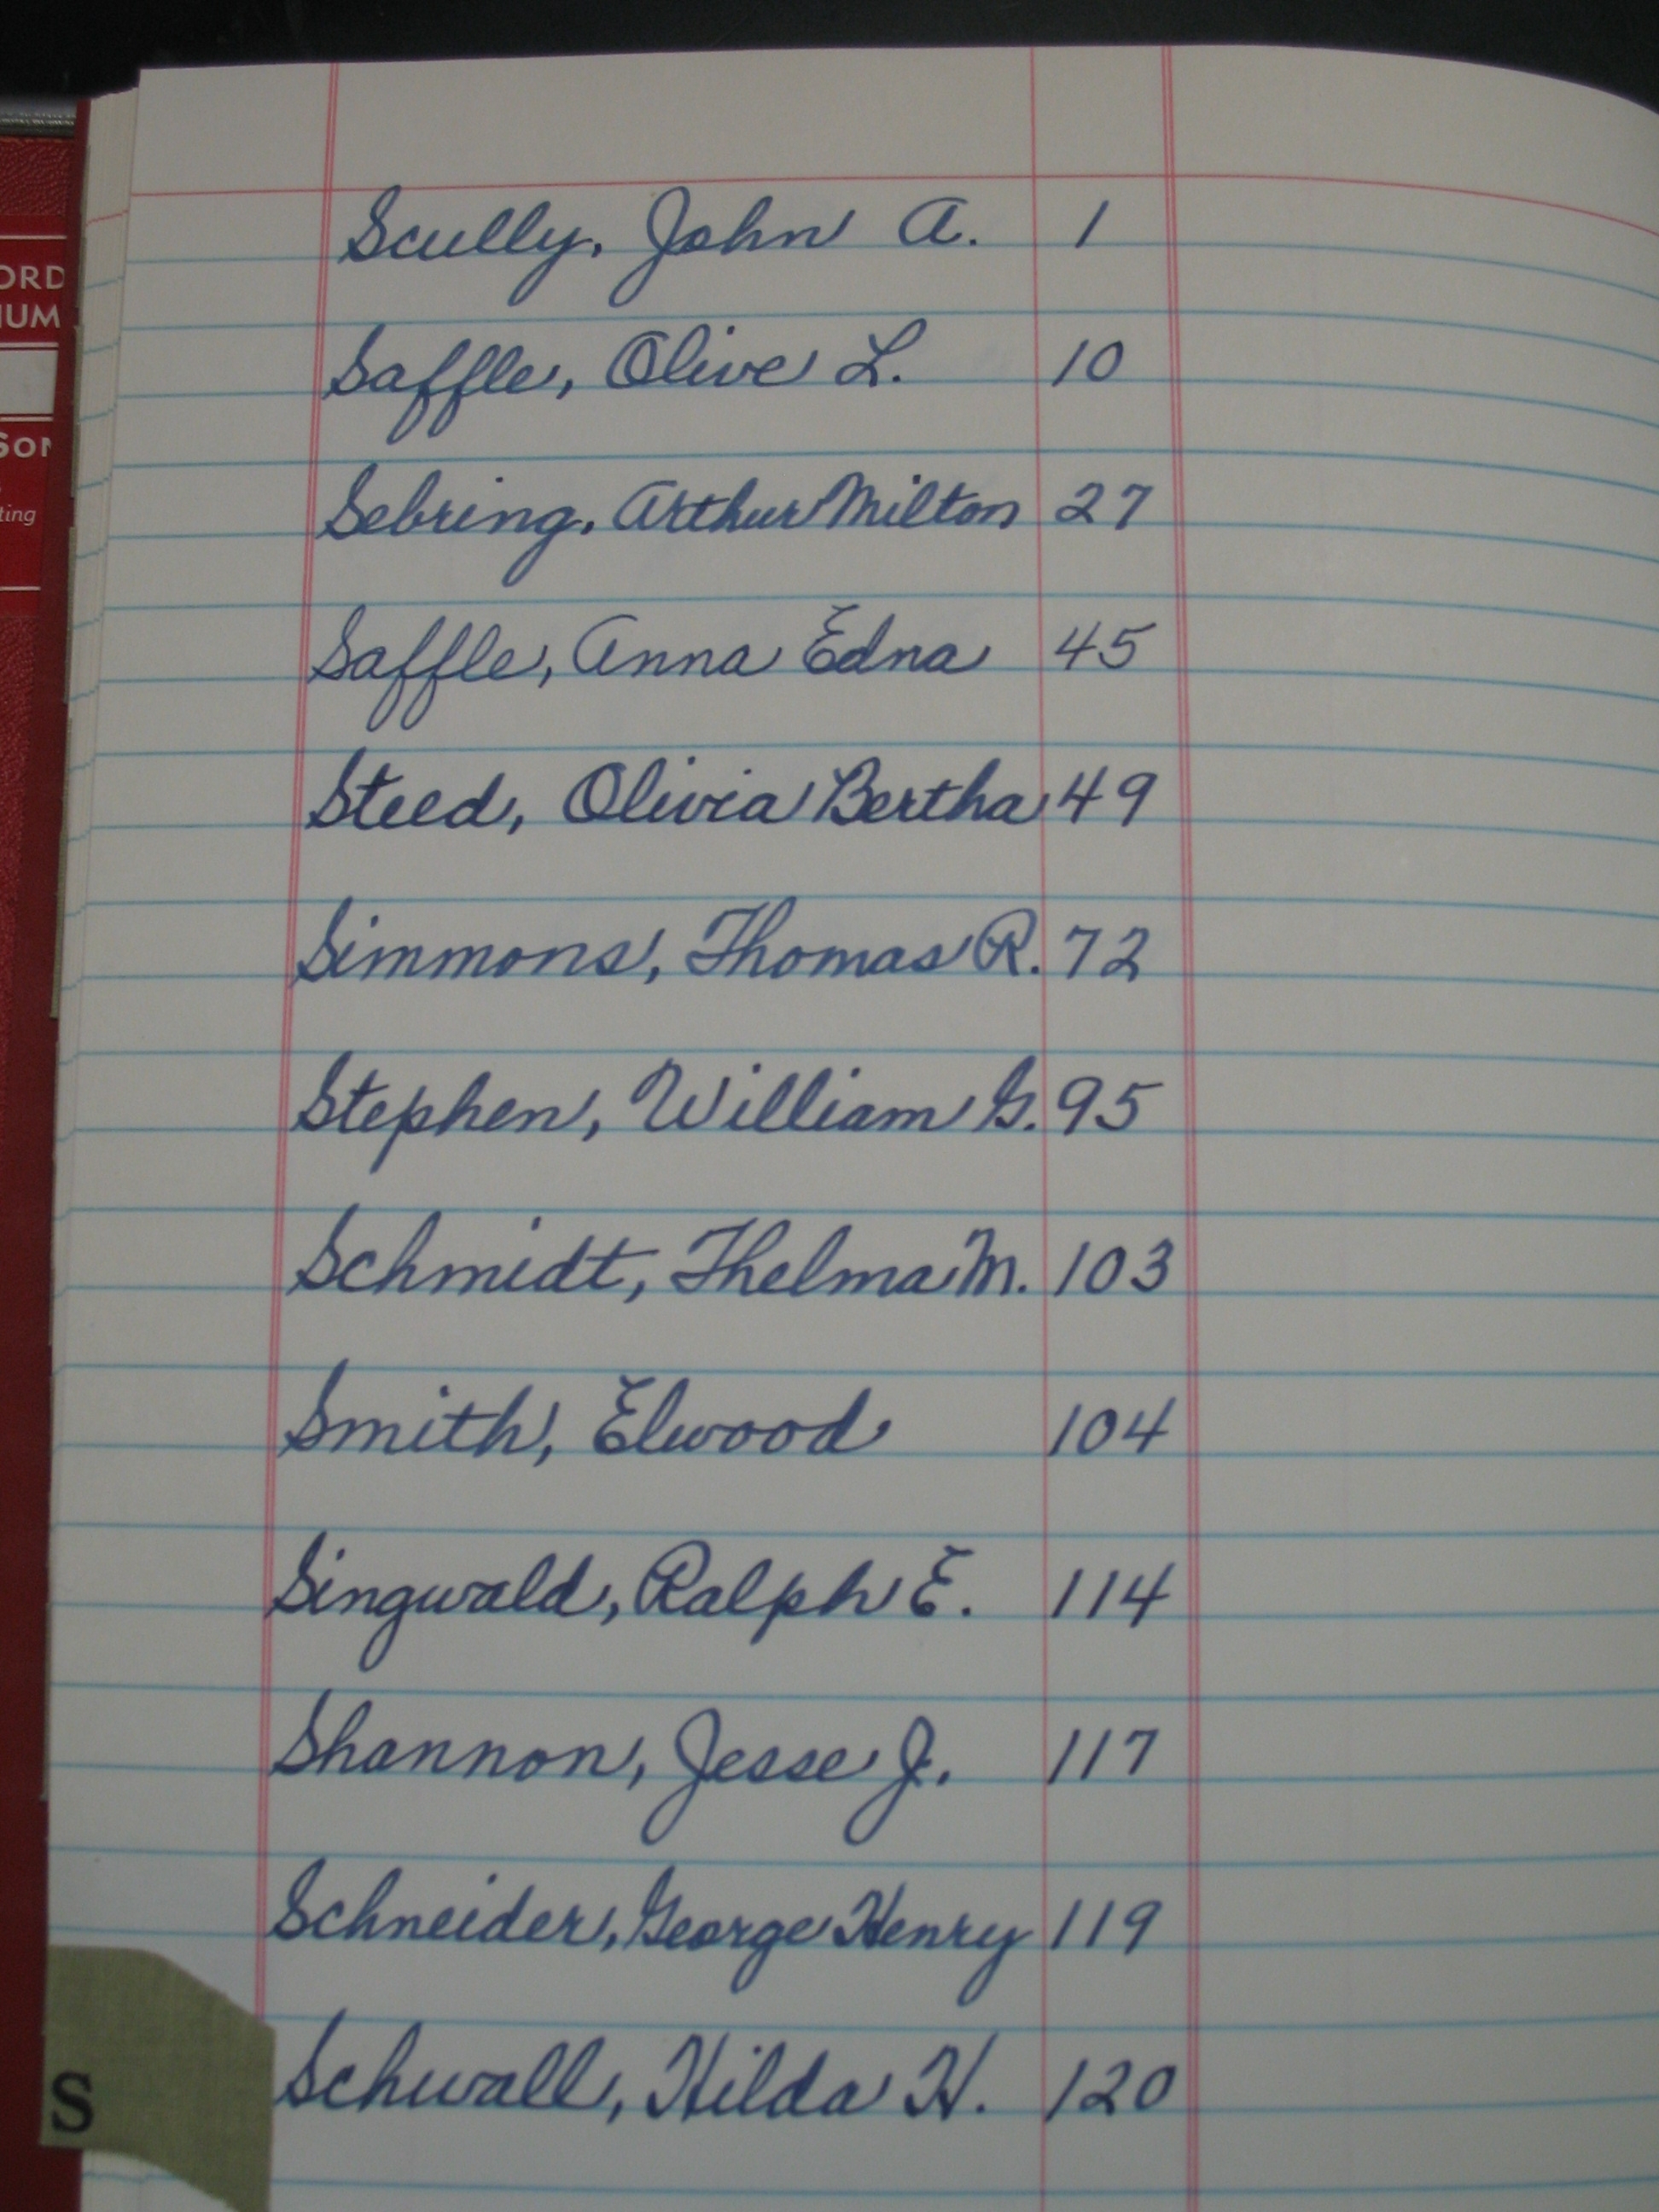 ORD
UM
SON
ting
Scully, John A. 1
Saffle, Olive L. 10
Sebring, Arthur Milton 27
Saffle, Anna Edna 45
Steed, Olivia Bertha 49
Simmons, Thomas R. 72
Stephen, William G. 95
Schmidt, Thelma M. 103
Smith, Elwood 104
Singwald, Ralph E. 114
Shannon, Jesse J. 117
Schneider, George Henry 119
Schwall, Hilda H. 120
S